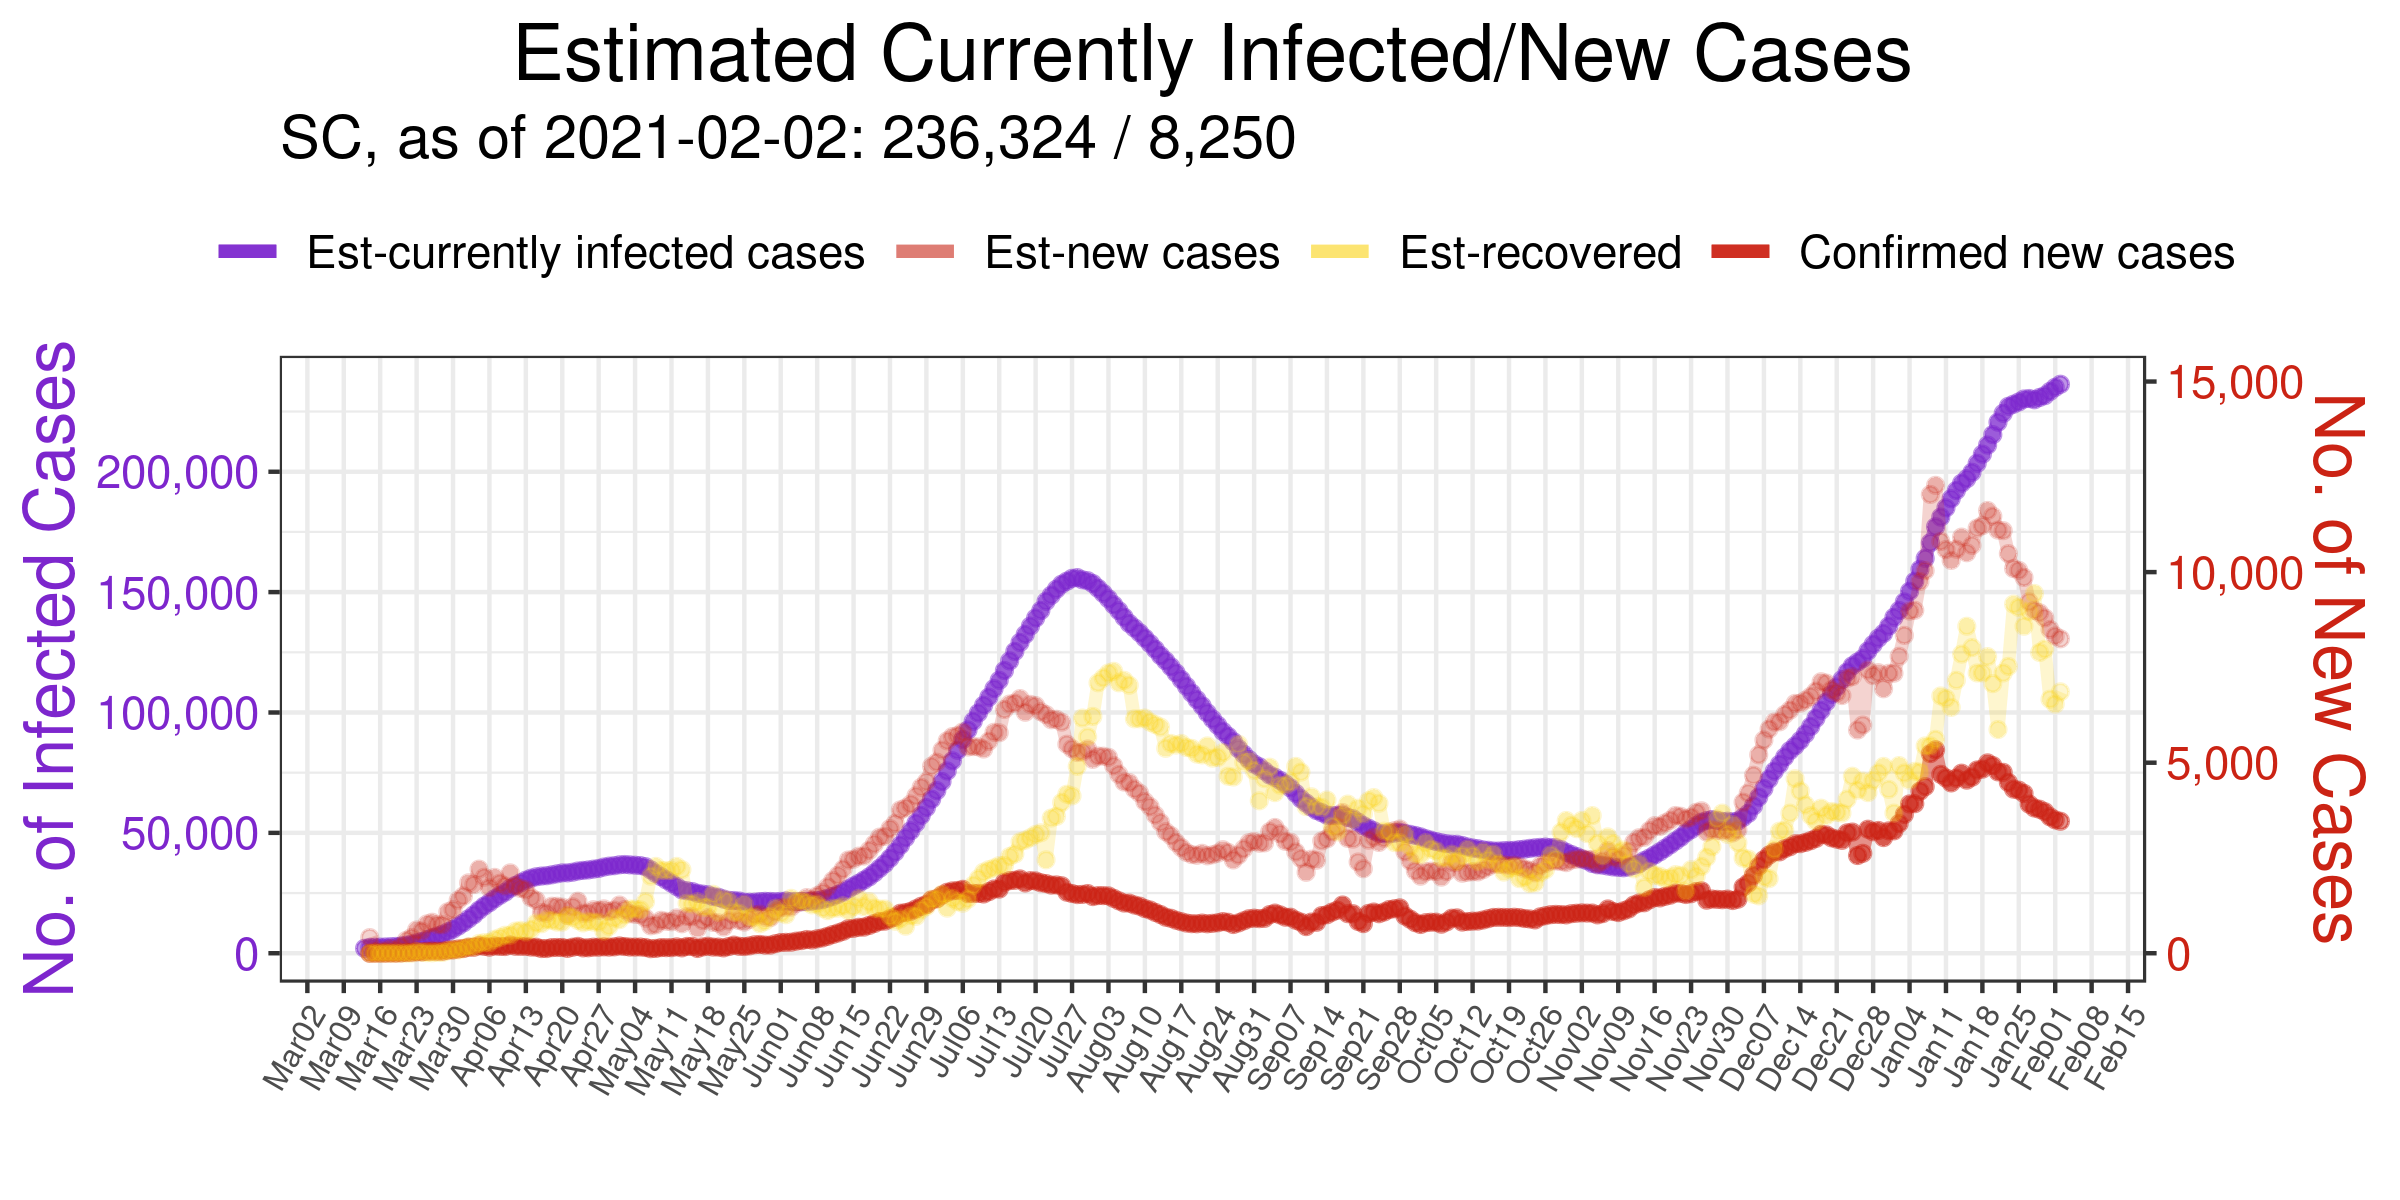 Estimated Currently Infected/New Cases
SC, as of 2021-02-02: 236,324 / 8,250
Est-currently infected cases
Est-new cases
Est-recovered
Confirmed new cases
No. of Infected Cases
200,000
150,000
100,000
50,000
0
15,000
10,000
5,000
0
No. of New Cases
Mar02
Mar09
Mar16
Mar23
Mar30
Apr06
Apr13
Apr20
Apr27
May04
May11
May18
May25
Jun01
Jun08
Jun15
Jun22
Jun29
Jul06
Jul13
Jul20
Jul27
Aug03
Aug10
Aug17
Aug24
Aug31
Sep07
Sep14
Sep21
Sep28
Oct05
Oct12
Oct19
Oct26
Nov02
Nov09
Nov16
Nov23
Nov30
Dec07
Dec14
Dec21
Dec28
Jan04
Jan11
Jan18
Jan25
Feb01
Feb08
Feb15